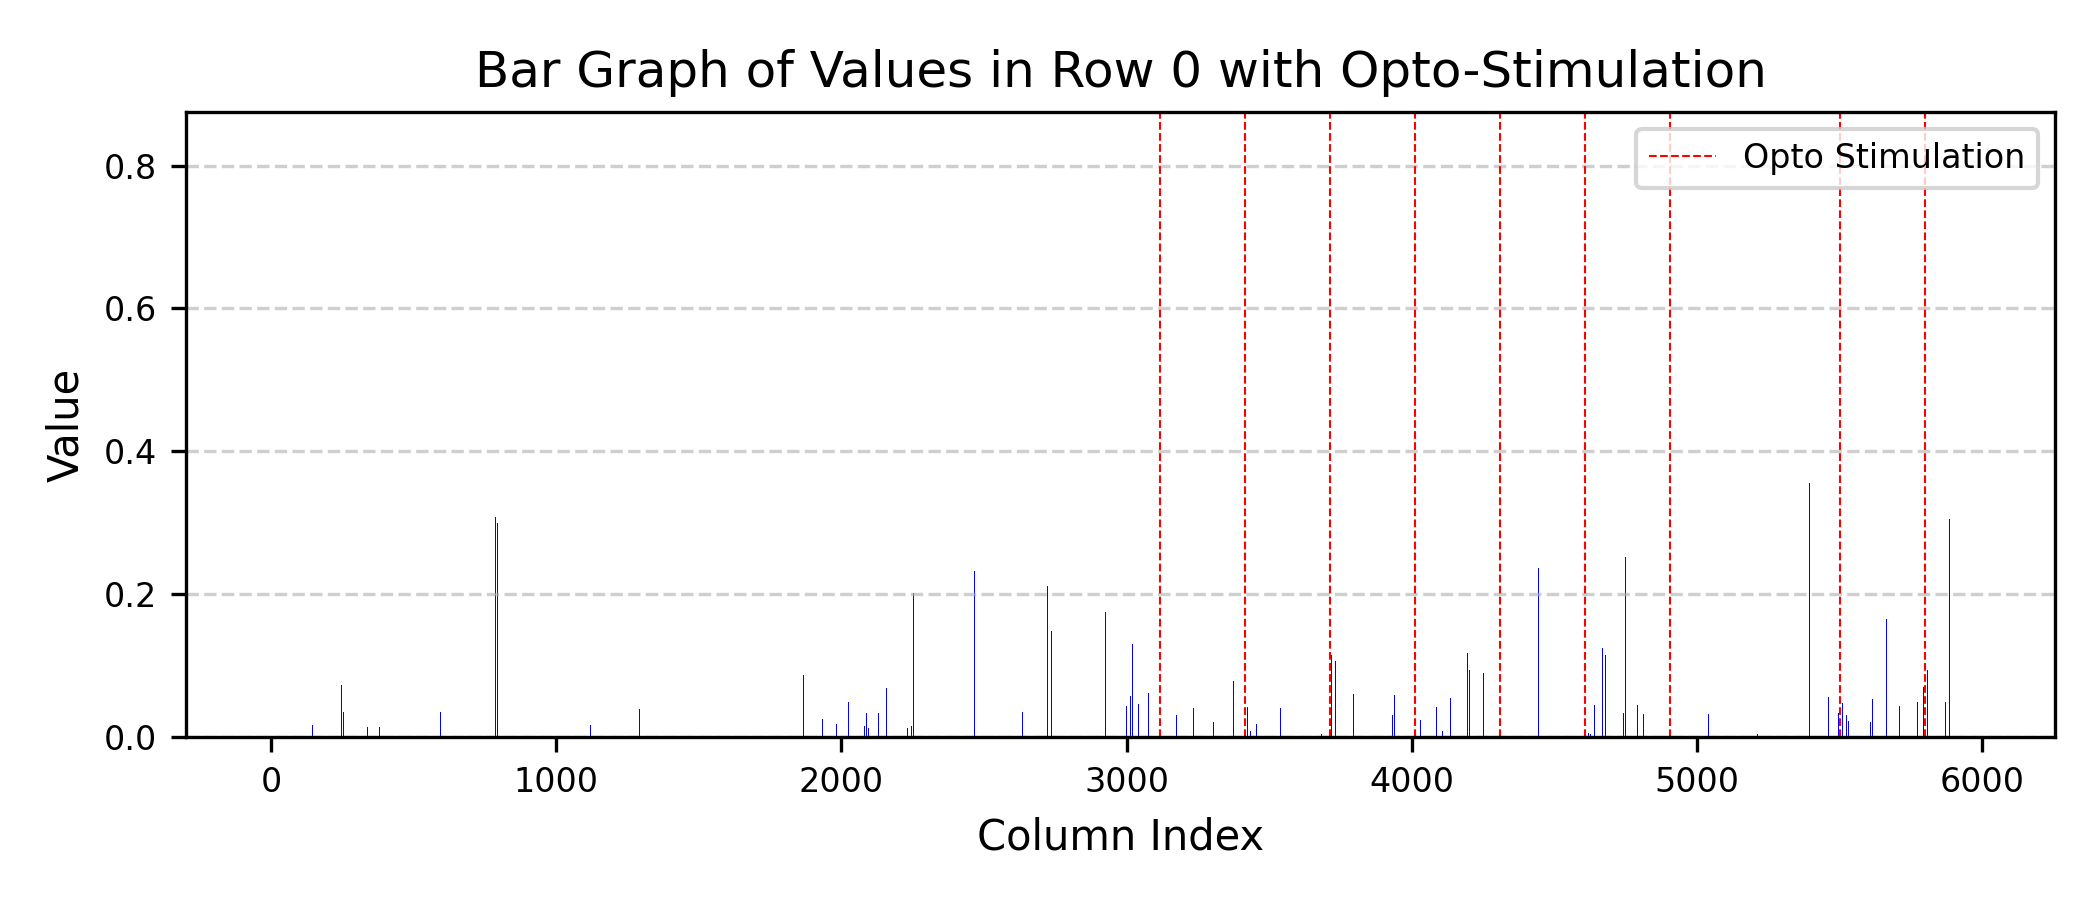 Bar Graph of Values in Row 0 with Opto-Stimulation
Opto Stimulation
0.8
0.6
0.4
0.2
0.0
Value
0 1000 2000 3000 4000 5000 6000
Column Index